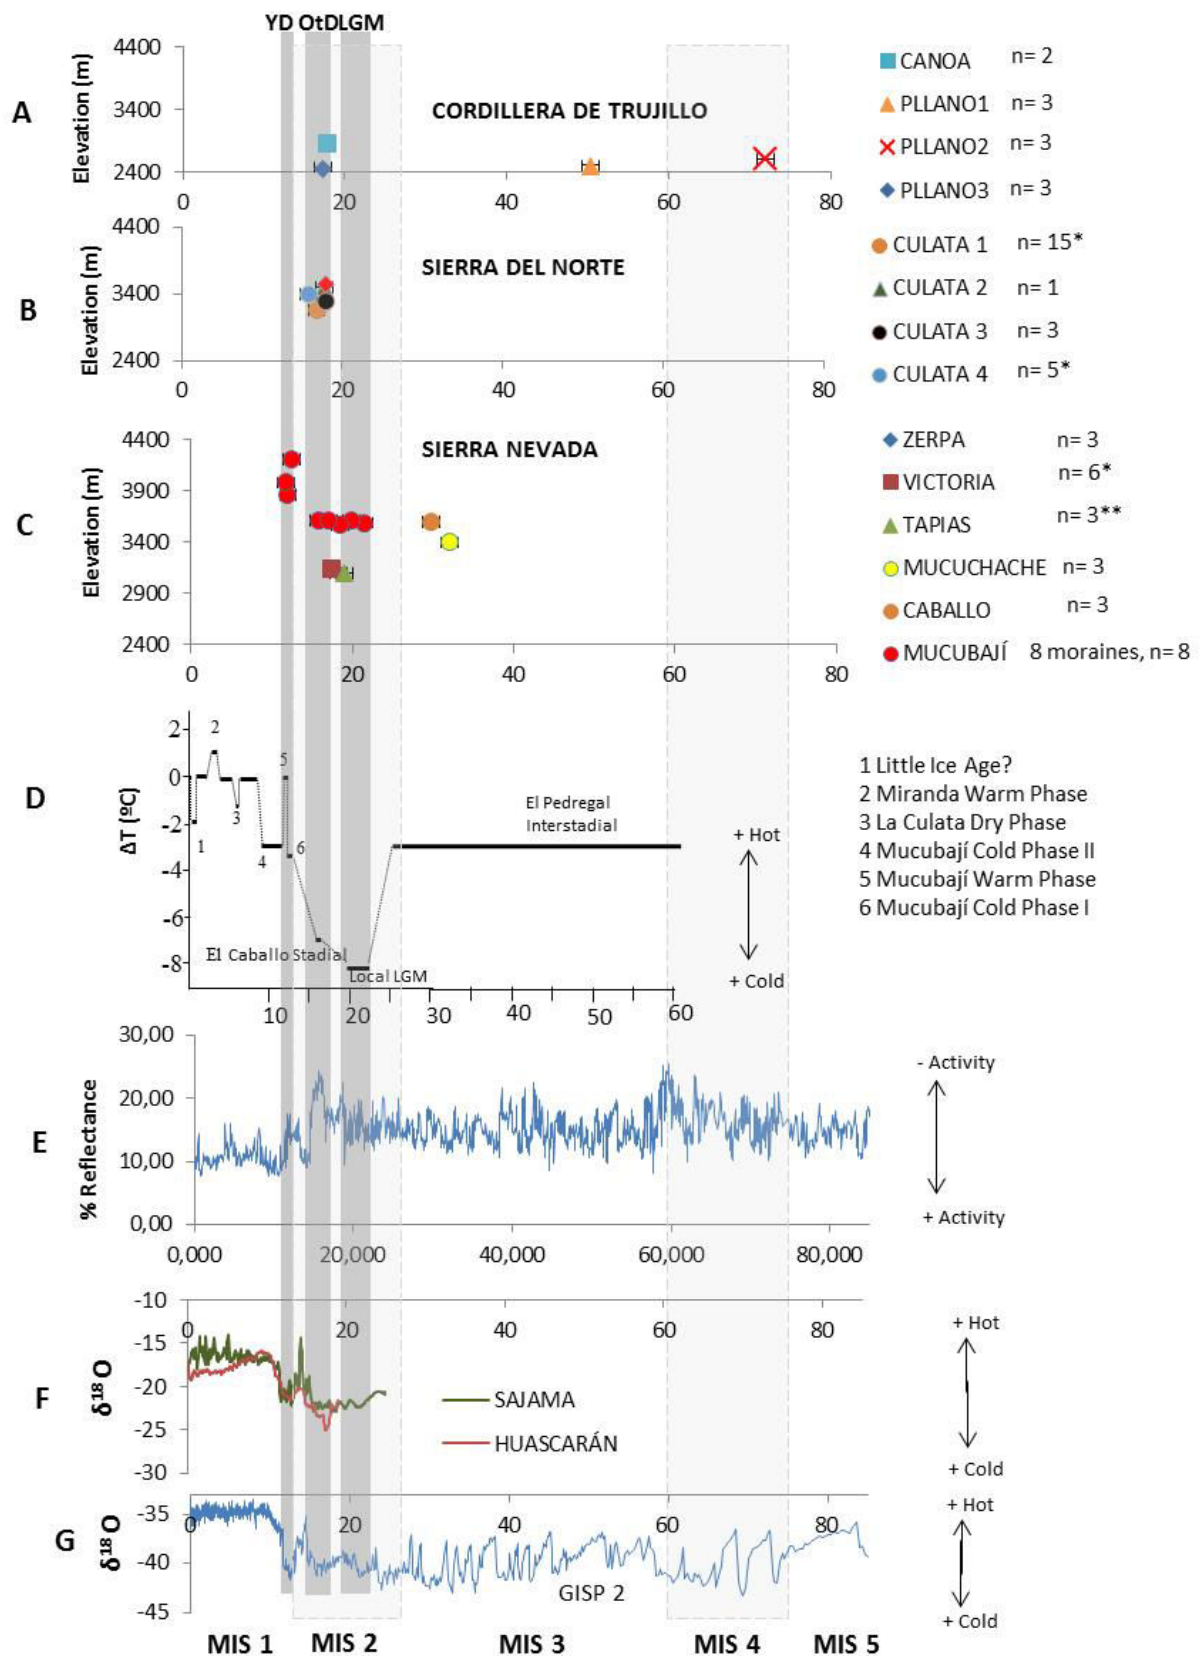 YD OtDLGM
A
Elevation (m)
4400
3400
2400
0 20 40 60 80
CORDILLERA DE TRUJILLO
CANOA n= 2
PLLANO1 n= 3
PLLANO2 n= 3
PLLANO3 n= 3
B
Elevation (m)
4400
3400
2400
0 20 40 60 80
SIERRA DEL NORTE
CULATA 1 n= 15*
CULATA 2 n= 1
CULATA 3 n= 3
CULATA 4 n= 5*
C
Elevation (m)
4400
3900
3400
2900
2400
0 20 40 60 80
SIERRA NEVADA
ZERPA n= 3
VICTORIA n= 6*
TAPIAS n= 3**
MUCUCHACHE n= 3
CABALLO n= 3
MUCUBAJÍ 8 moraines, n= 8
D
ΔT (ºC)
2
0
-2
-4
-6
-8
2
5
3
1
4
6
El Pedregal
Interstadial
El Caballo Stadial
Local LGM
10 20 30 40 50 60
+ Hot
+ Cold
1 Little Ice Age?
2 Miranda Warm Phase
3 La Culata Dry Phase
4 Mucubají Cold Phase II
5 Mucubají Warm Phase
6 Mucubají Cold Phase I
E
% Reflectance
30,00
20,00
10,00
0,00
0,000 20,000 40,000 60,000 80,000
- Activity
+ Activity
F
δ¹⁸O
-10
-15
-20
-25
-30
0 20 40 60 80
SAJAMA
HUASCARÁN
+ Hot
+ Cold
G
δ¹⁸O
-35
-40
-45
0 20 40 60 80
GISP 2
+ Hot
+ Cold
MIS 1 MIS 2 MIS 3 MIS 4 MIS 5